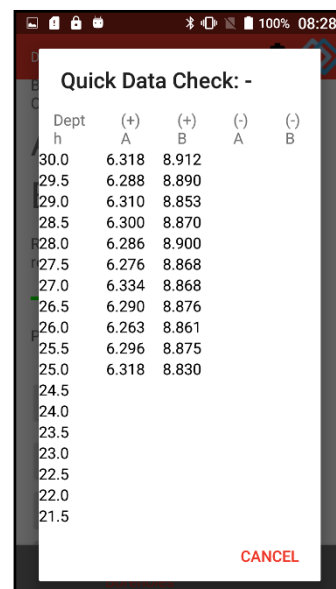 100% 08:28
Quick Data Check: -
Dept
h (+)
A (+)
B (-)
A (-)
B
30.0 6.318 8.912
29.5 6.288 8.890
29.0 6.310 8.853
28.5 6.300 8.870
28.0 6.286 8.900
27.5 6.276 8.868
27.0 6.334 8.868
26.5 6.290 8.876
26.0 6.263 8.861
25.5 6.296 8.875
25.0 6.318 8.830
24.5
24.0
23.5
23.0
22.5
22.0
21.5
CANCEL